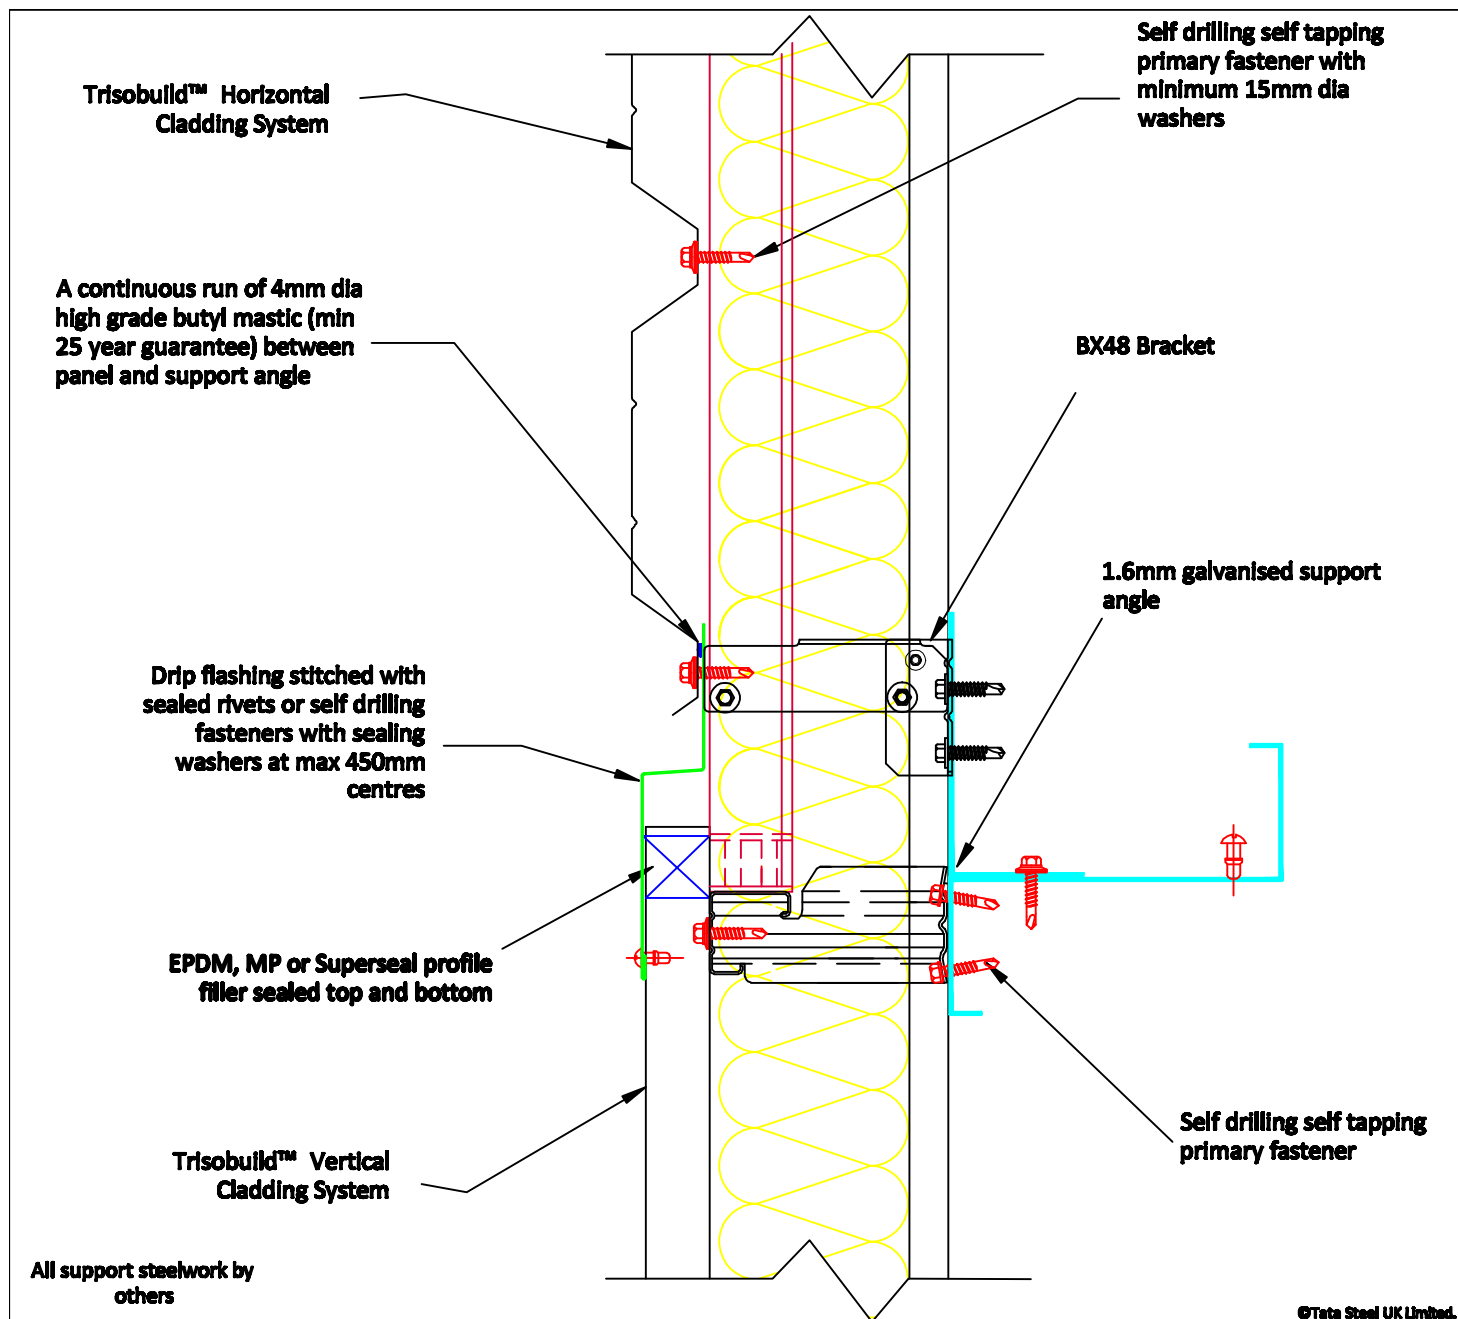 Trisobuild™ Horizontal
Cladding System
Self drilling self tapping
primary fastener with
minimum 15mm dia
washers
A continuous run of 4mm dia
high grade butyl mastic (min
25 year guarantee) between
panel and support angle
BX48 Bracket
1.6mm galvanised support
angle
Drip flashing stitched with
sealed rivets or self drilling
fasteners with sealing
washers at max 450mm
centres
EPDM, MP or Superseal profile
filler sealed top and bottom
Self drilling self tapping
primary fastener
Trisobuild™ Vertical
Cladding System
All support steelwork by
others
©Tata Steel UK Limited.